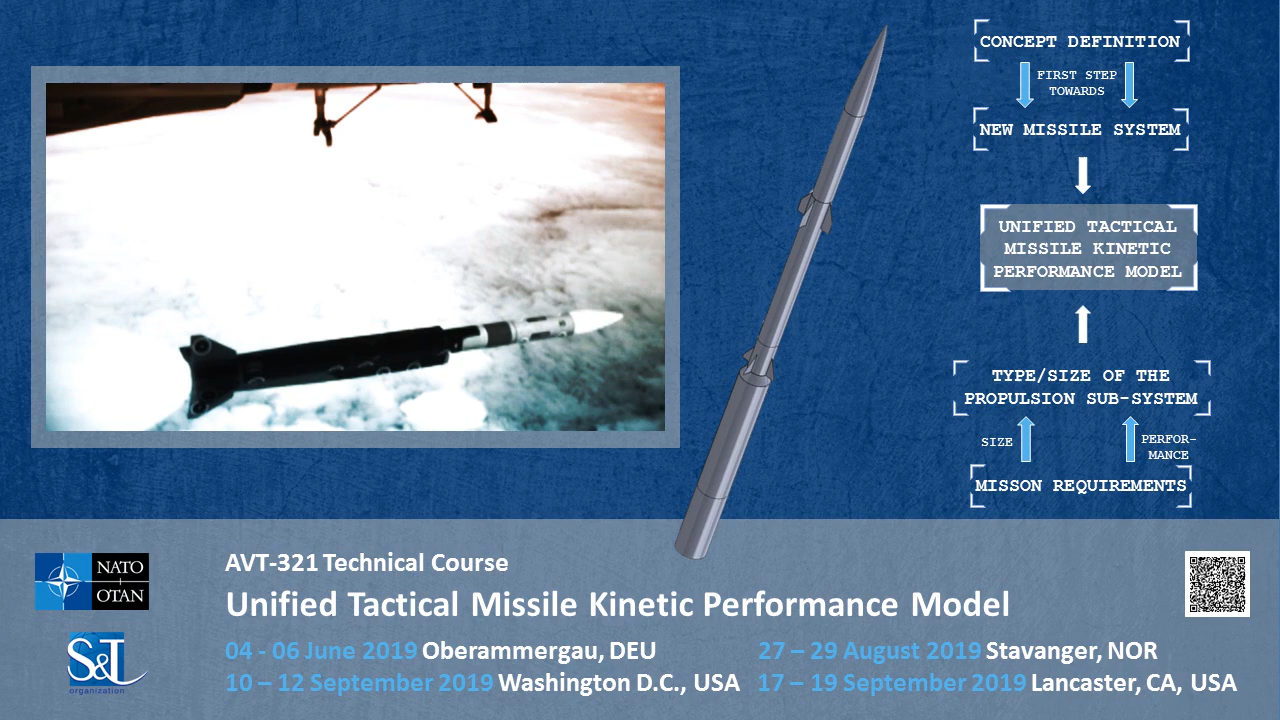 CONCEPT DEFINITION
FIRST STEP
TOWARDS
NEW MISSILE SYSTEM
UNIFIED TACTICAL
MISSILE KINETIC
PERFORMANCE MODEL
TYPE/SIZE OF THE
PROPULSION SUB-SYSTEM
SIZE
PERFOR-
MANCE
MISSON REQUIREMENTS
NATO
OTAN
S&T
organization
AVT-321 Technical Course
Unified Tactical Missile Kinetic Performance Model
04 - 06 June 2019 Oberammergau, DEU
27 – 29 August 2019 Stavanger, NOR
10 – 12 September 2019 Washington D.C., USA
17 – 19 September 2019 Lancaster, CA, USA